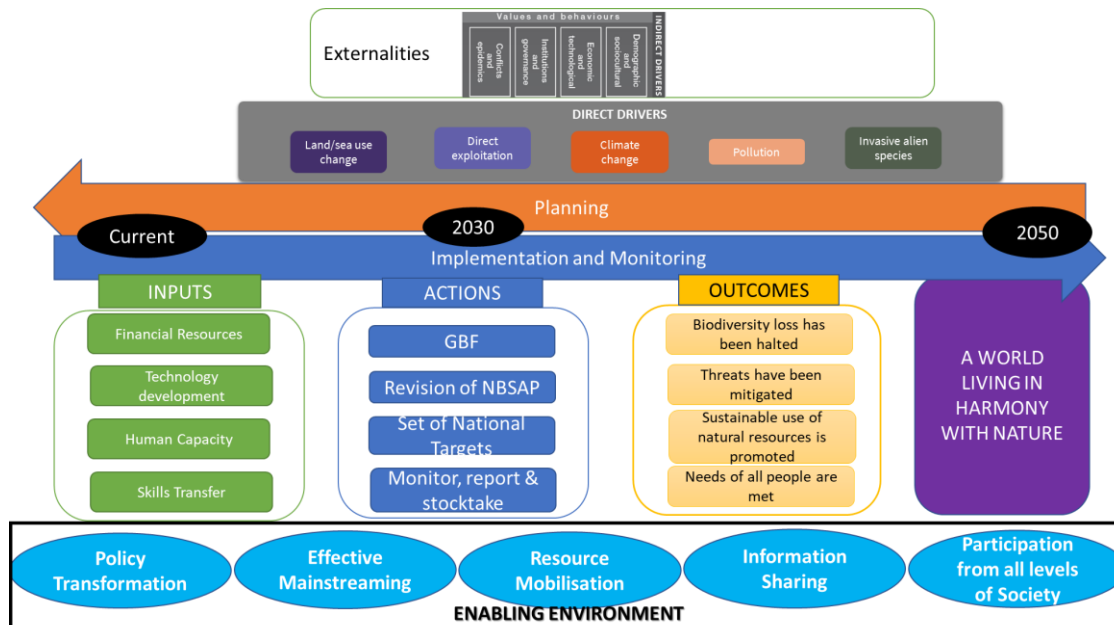 Externalities
Values and behaviours
Conflicts
and
epidemics
Institutions
and
governance
Economic
and
technological
Demographic
and
sociocultural
INDIRECT DRIVERS
DIRECT DRIVERS
Land/sea use
change
Direct
exploitation
Climate
change
Pollution
Invasive alien
species
Planning
Current
2030
2050
Implementation and Monitoring
INPUTS
Financial Resources
Technology
development
Human Capacity
Skills Transfer
ACTIONS
GBF
Revision of NBSAP
Set of National
Targets
Monitor, report &
stocktake
OUTCOMES
Biodiversity loss has
been halted
Threats have been
mitigated
Sustainable use of
natural resources is
promoted
Needs of all people are
met
A WORLD
LIVING IN
HARMONY
WITH NATURE
Policy
Transformation
Effective
Mainstreaming
Resource
Mobilisation
Information
Sharing
Participation
from all levels
of Society
ENABLING ENVIRONMENT